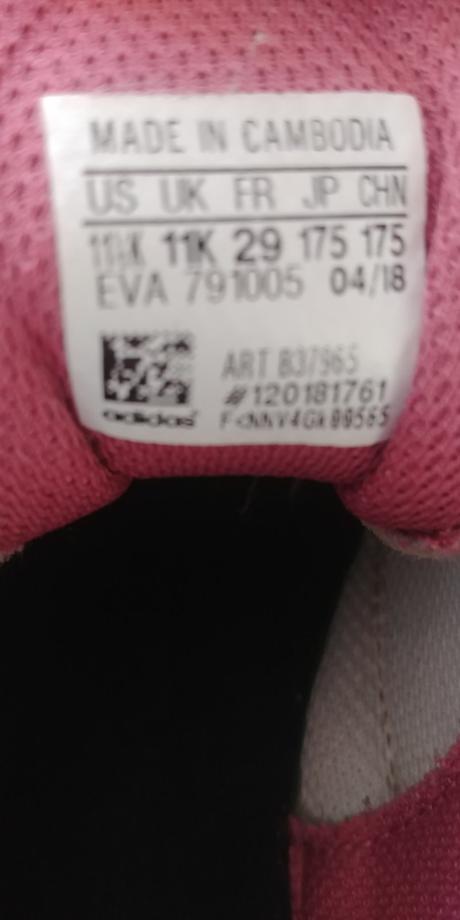 MADE IN CAMBODIA
US UK FR JP CHN
11K 29 175 175
EVA 791005 04/18
ART B37965
#120181761
adidas